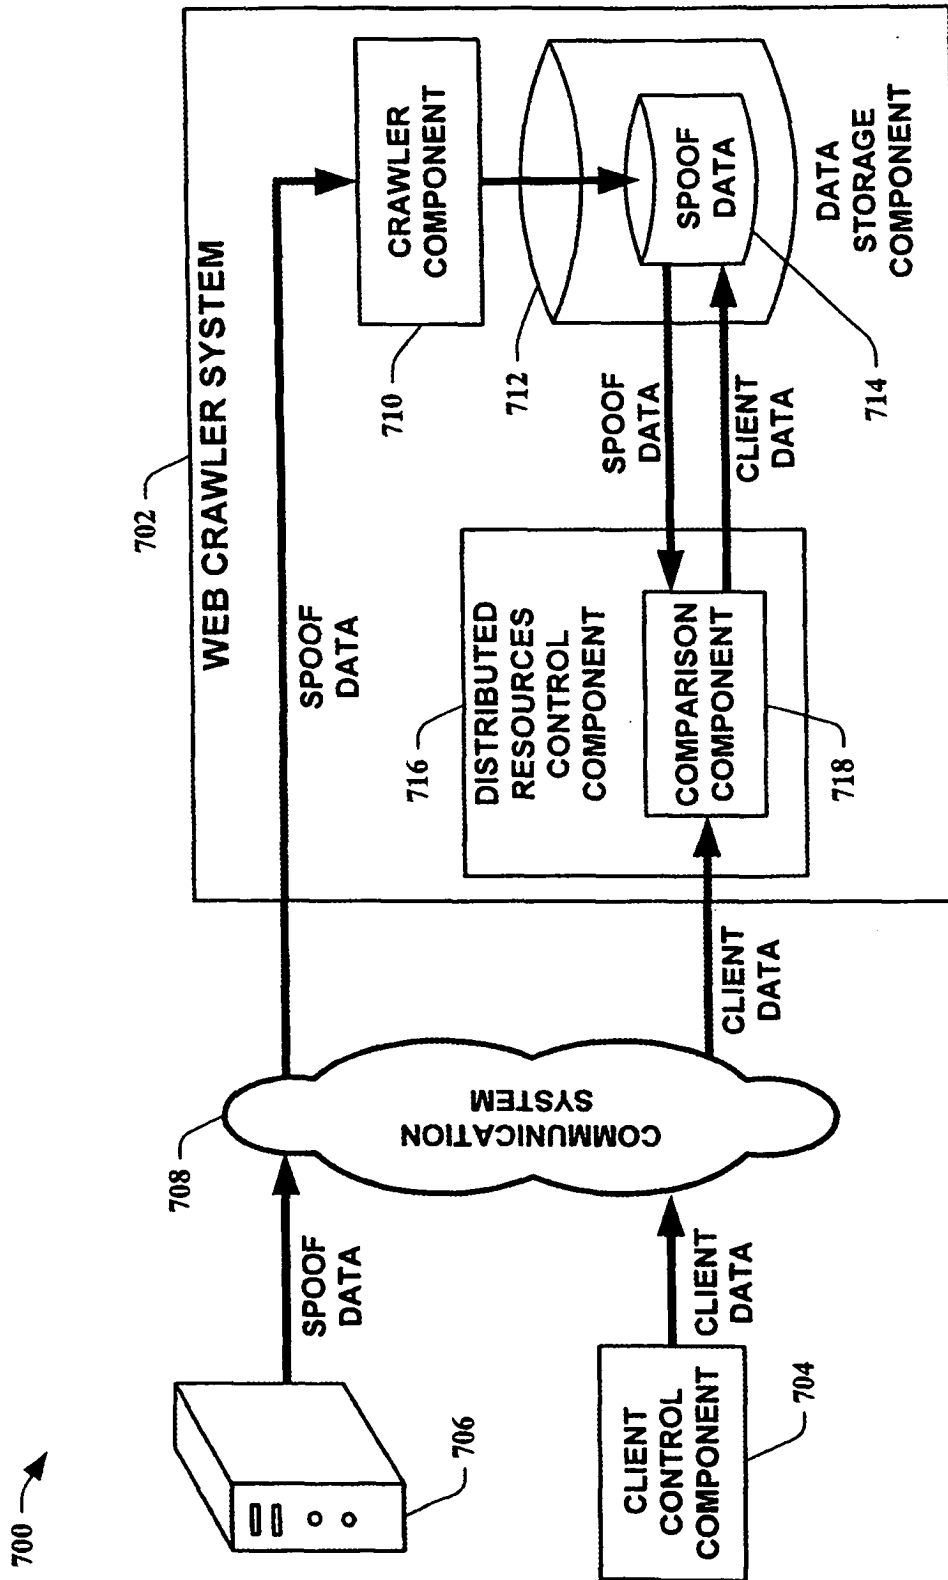 700
702
WEB CRAWLER SYSTEM
SPOOF
DATA
708
SPOOF
DATA
CRAWLER
COMPONENT
710
706
COMMUNICATION
SYSTEM
712
SPOOF
DATA
DATA
STORAGE
COMPONENT
714
SPOOF
DATA
CLIENT
DATA
716
DISTRIBUTED
RESOURCES
CONTROL
COMPONENT
COMPARISON
COMPONENT
718
CLIENT
DATA
CLIENT
DATA
CLIENT
CONTROL
COMPONENT
704